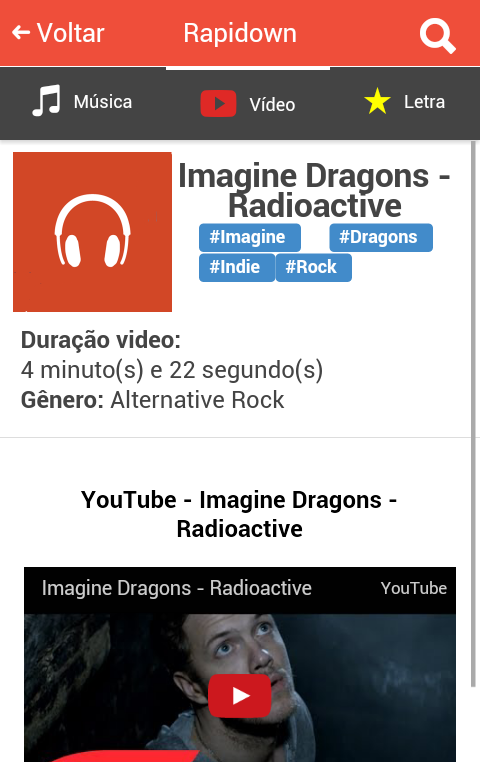 Voltar
Rapidown
Música
Vídeo
Letra
Imagine Dragons -
Radioactive
#Imagine #Dragons
#Indie #Rock
Duração video:
4 minuto(s) e 22 segundo(s)
Gênero: Alternative Rock
YouTube - Imagine Dragons -
Radioactive
Imagine Dragons - Radioactive
YouTube